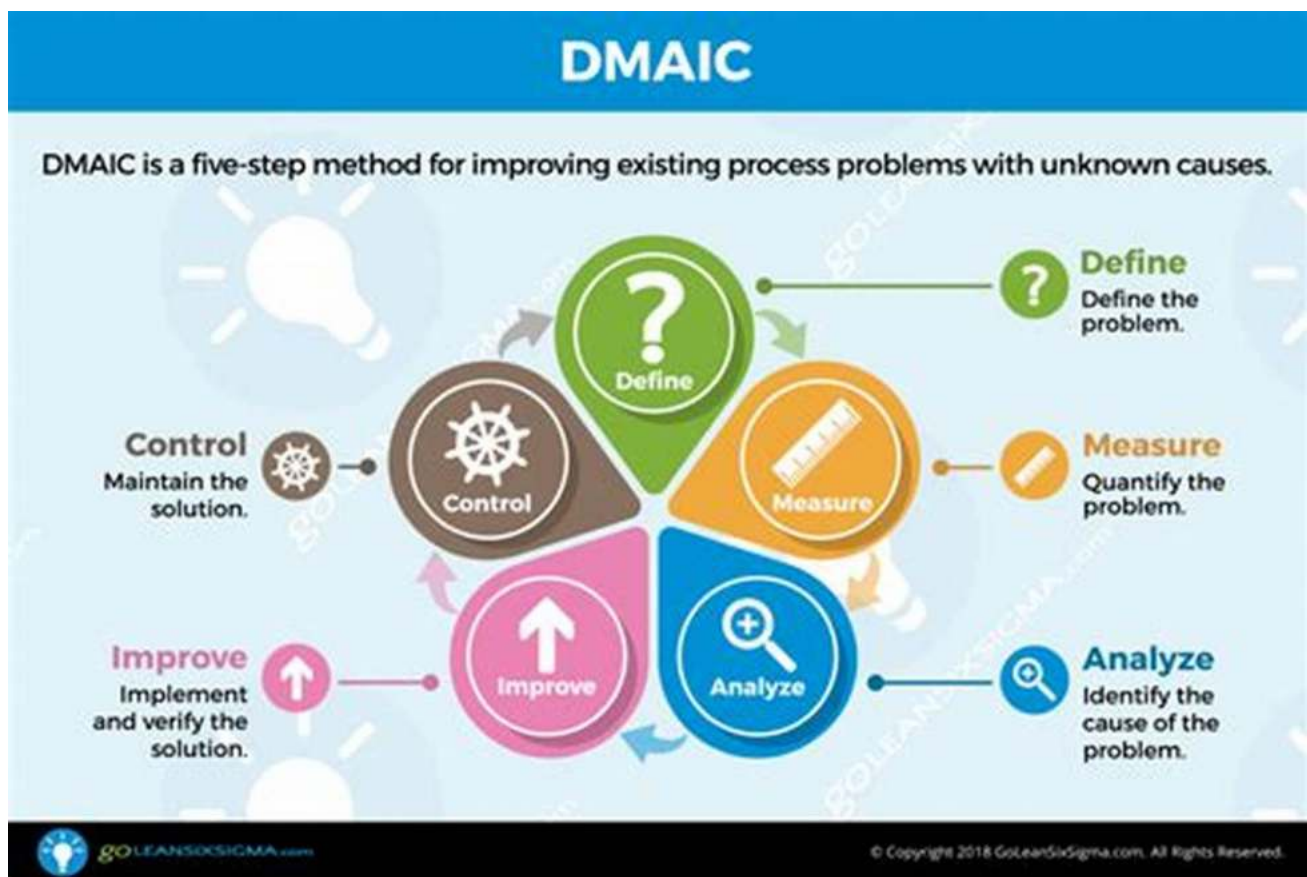 DMAIC
DMAIC is a five-step method for improving existing process problems with unknown causes.
Define
Define
Define the
problem.
Control
Maintain the
solution.
Control
Measure
Measure
Quantify the
problem.
Improve
Implement
and verify the
solution.
Improve
Analyze
Analyze
Identify the
cause of the
problem.
goLEANSIXSIGMA.com
© Copyright 2018 GoLeanSixSigma.com. All Rights Reserved.